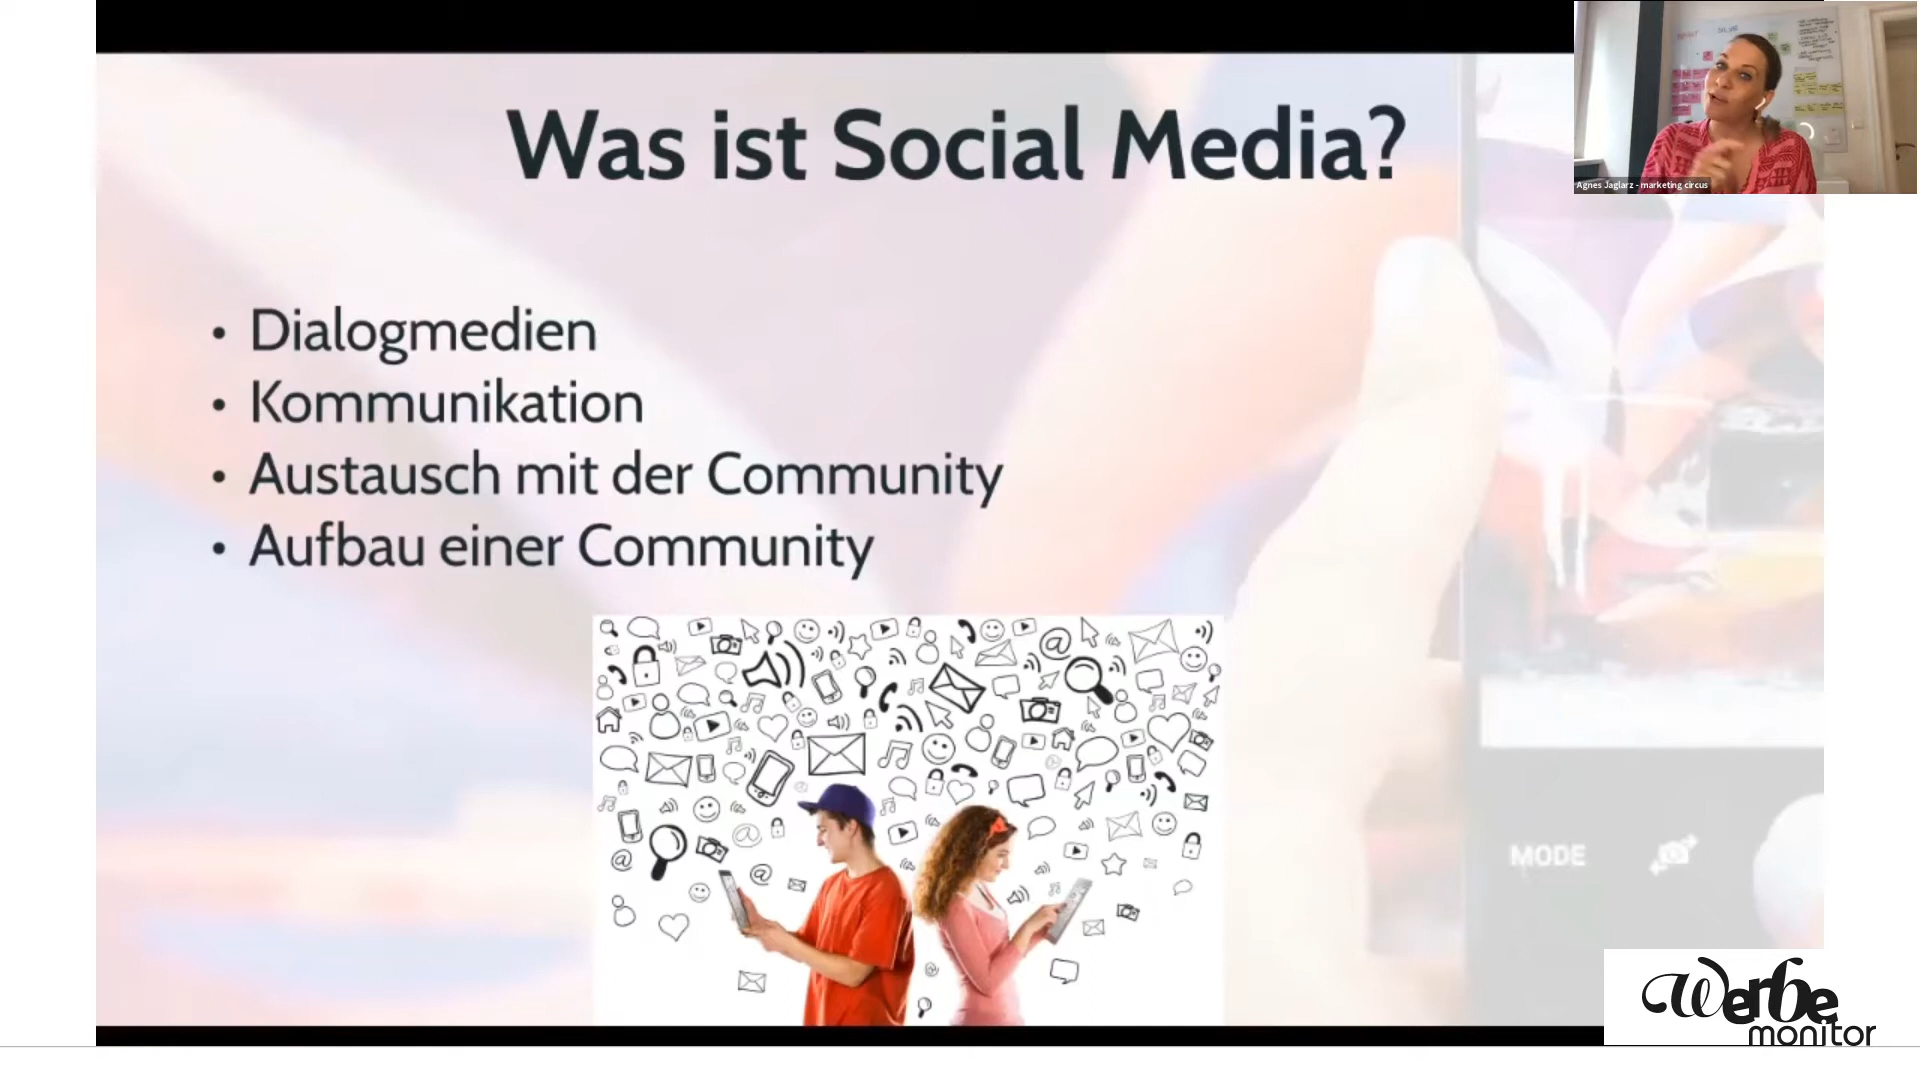 Was ist Social Media?
• Dialogmedien
• Kommunikation
• Austausch mit der Community
• Aufbau einer Community
Agnes Jaglarz - marketing circus
MODE
Werbe
monitor